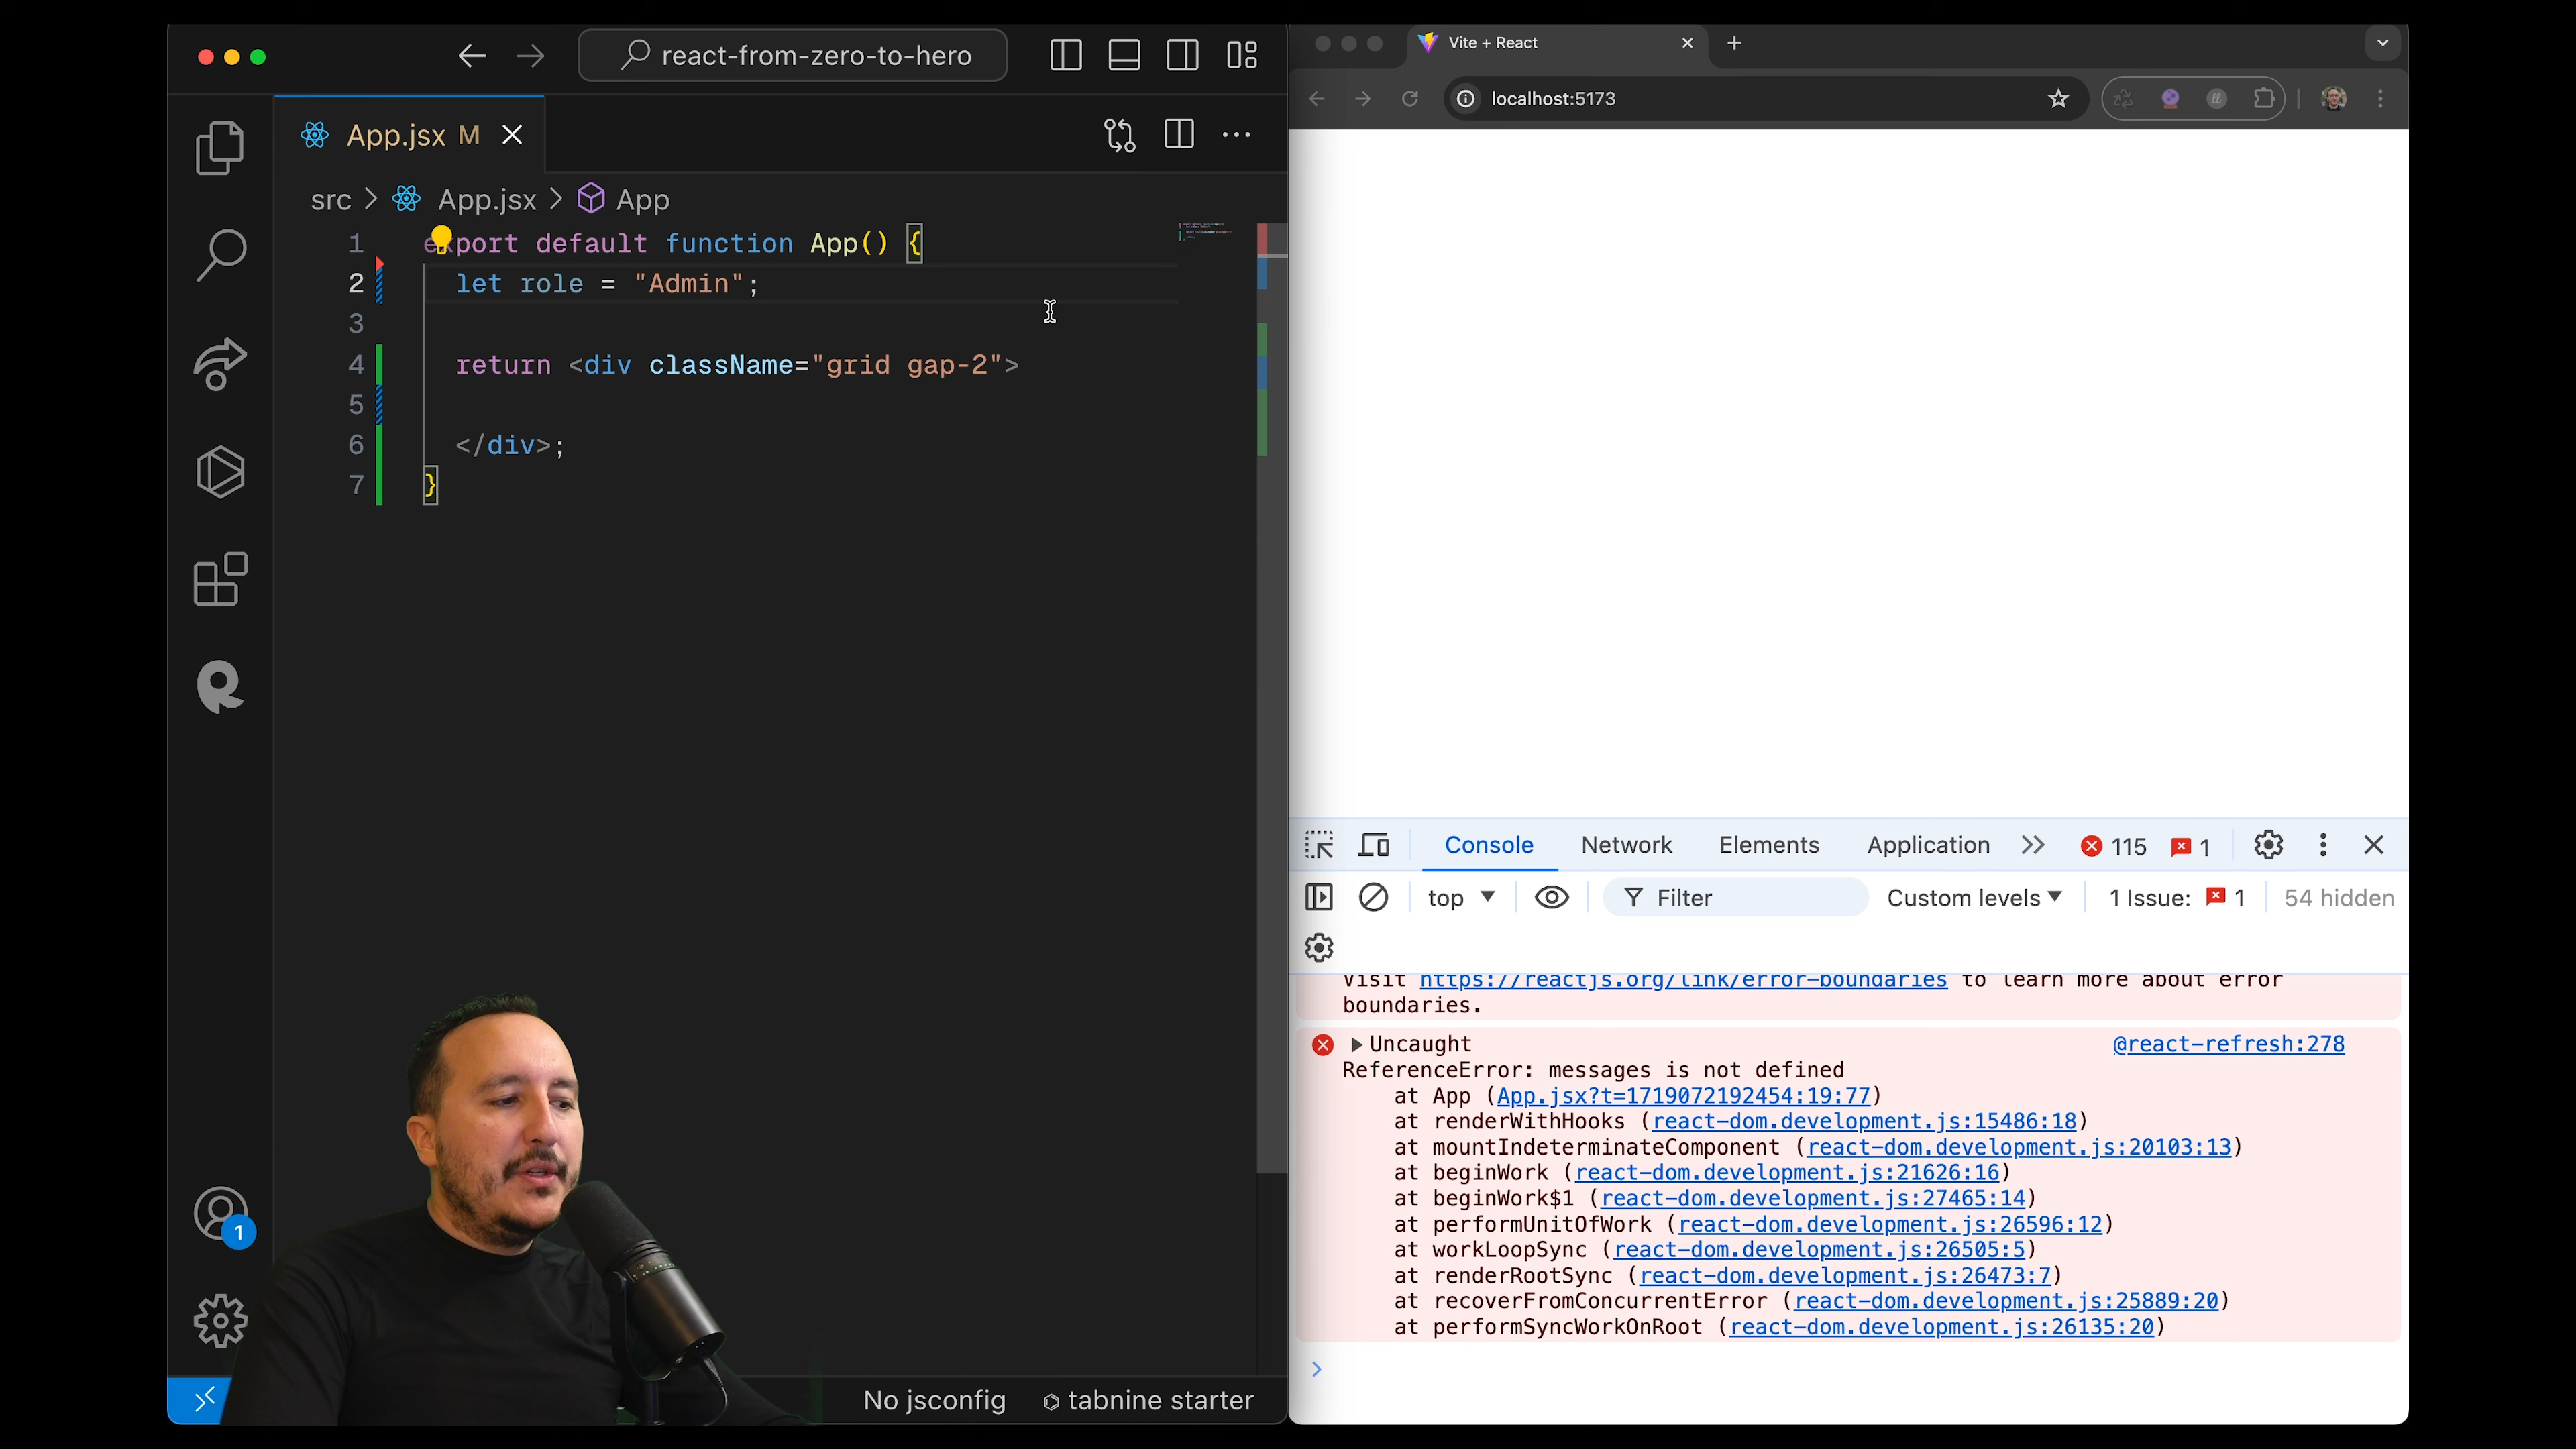 react-from-zero-to-hero
App.jsx M
src > App.jsx > App
1 export default function App() {
2 let role = "Admin";
3
4 return <div className="grid gap-2">
5
6 </div>;
7 }
1
No jsconfig
tabnine starter
Vite + React
localhost:5173
Console Network Elements Application 115 1
top Filter Custom levels 1 Issue: 1 54 hidden
Visit https://reactjs.org/link/error-boundaries to learn more about error
boundaries.
Uncaught @react-refresh:278
ReferenceError: messages is not defined
at App (App.jsx?t=1719072192454:19:77)
at renderWithHooks (react-dom.development.js:15486:18)
at mountIndeterminateComponent (react-dom.development.js:20103:13)
at beginWork (react-dom.development.js:21626:16)
at beginWork$1 (react-dom.development.js:27465:14)
at performUnitOfWork (react-dom.development.js:26596:12)
at workLoopSync (react-dom.development.js:26505:5)
at renderRootSync (react-dom.development.js:26473:7)
at recoverFromConcurrentError (react-dom.development.js:25889:20)
at performSyncWorkOnRoot (react-dom.development.js:26135:20)